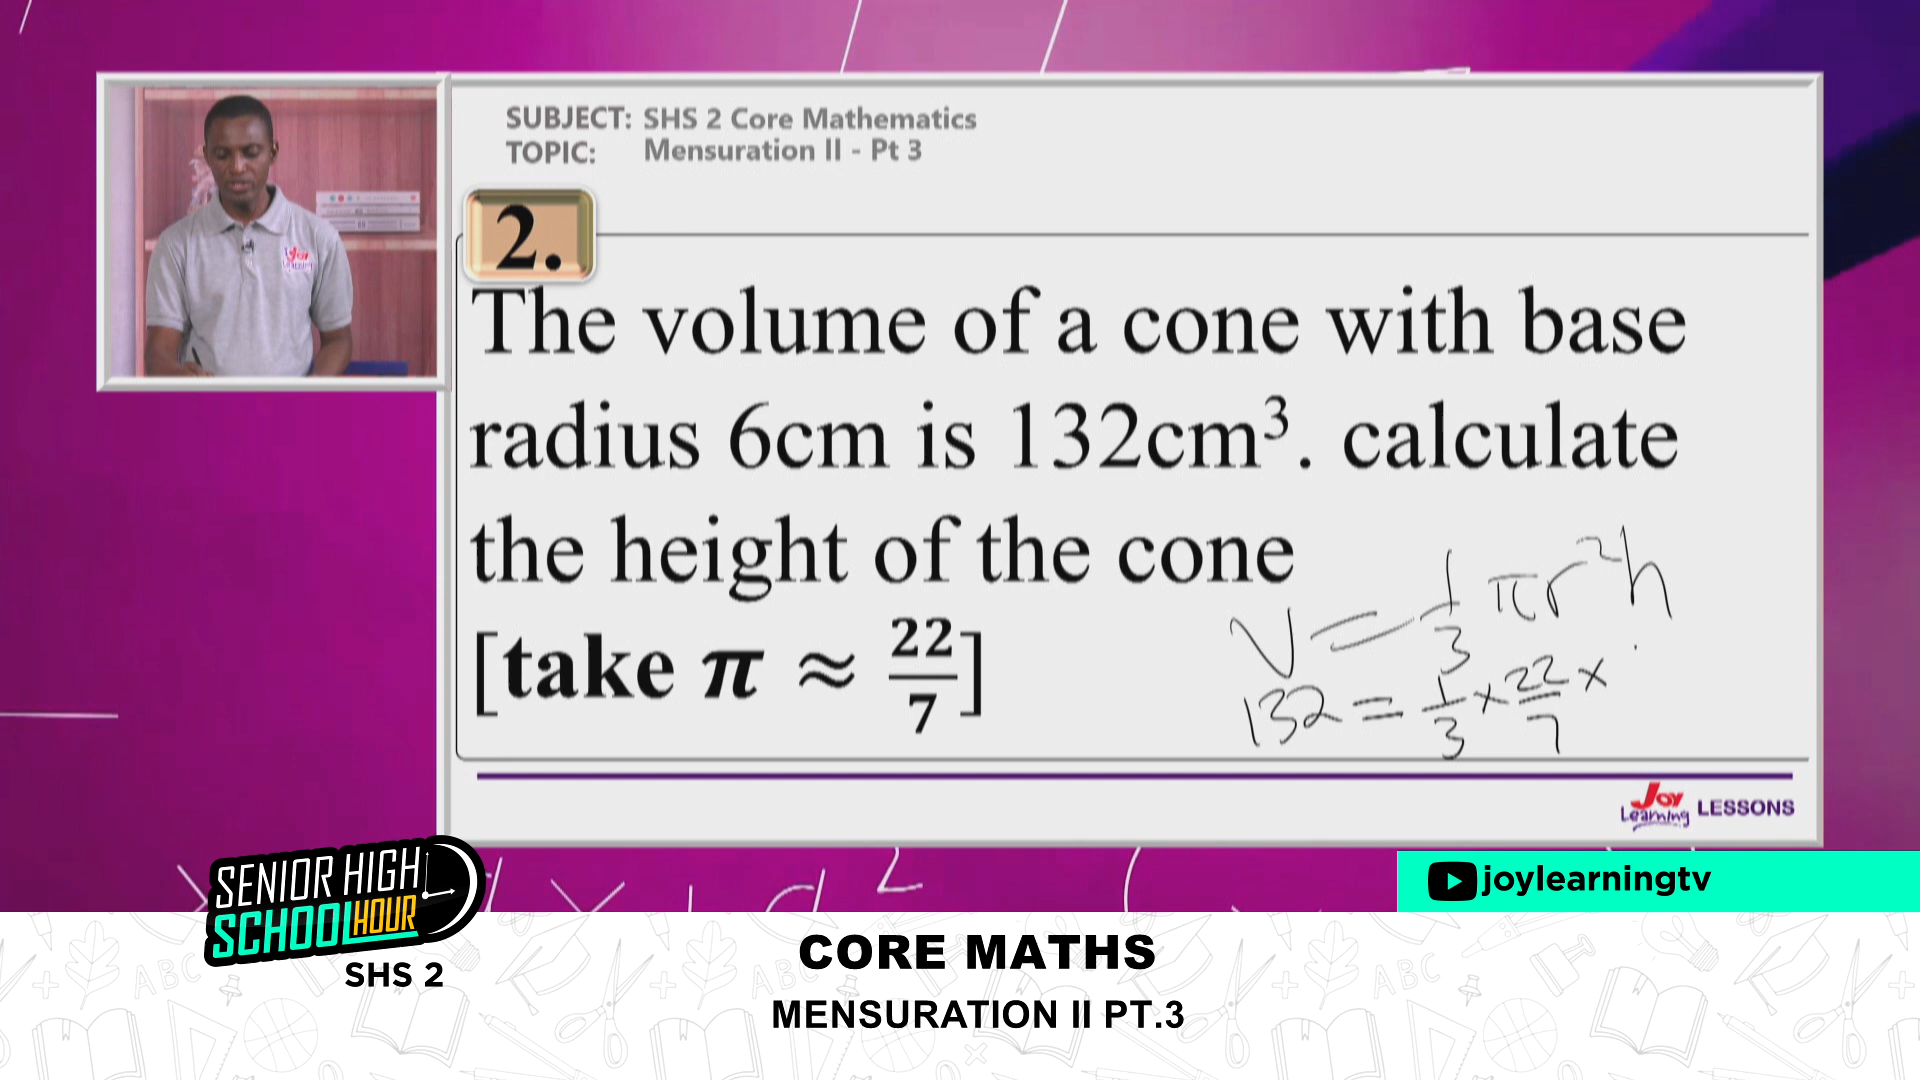 SUBJECT: SHS 2 Core Mathematics
TOPIC: Mensuration II - Pt 3
2.
The volume of a cone with base
radius 6cm is 132cm³. calculate
the height of the cone
[take π ≈ 22/7]
V = 1/3 πr²h
132 = 1/3 × 22/7 ×
Joy Learning LESSONS
joylearningtv
SENIOR HIGH
SCHOOL HOUR
SHS 2
CORE MATHS
MENSURATION II PT.3